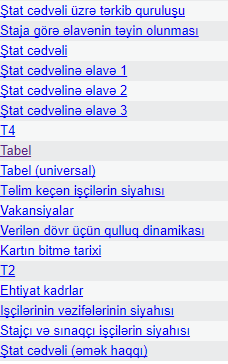 Ştat cədvəli üzrə tərkib quruluşu
Staja görə əlavənin təyin olunması
Ştat cədvəli
Ştat cədvəlinə əlavə 1
Ştat cədvəlinə əlavə 2
Ştat cədvəlinə əlavə 3
T4
Tabel
Tabel (universal)
Təlim keçən işçilərin siyahısı
Vakansiyalar
Verilən dövr üçün qulluq dinamikası
Kartın bitmə tarixi
T2
Ehtiyat kadrlar
Işçilərinin vəzifələrinin siyahısı
Stajçı və sınaqçı işçilərin siyahısı
Ştat cədvəli (əmək haqqı)